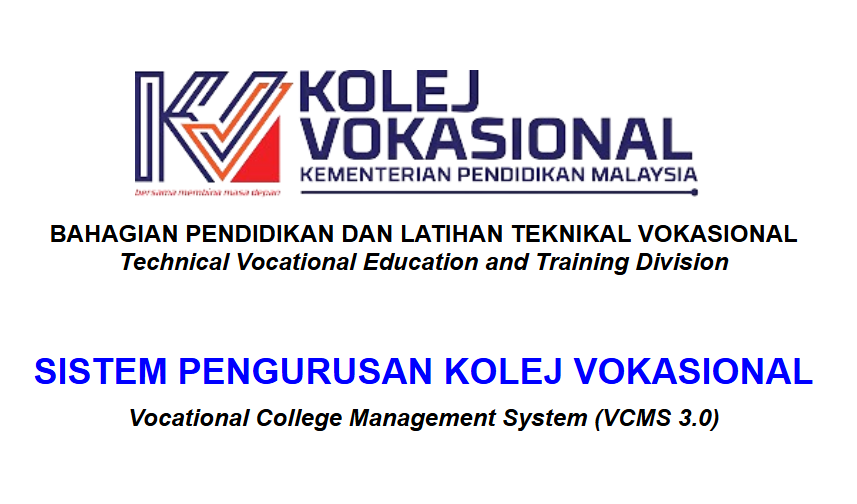 KV
KOLEJ
VOKASIONAL
KEMENTERIAN PENDIDIKAN MALAYSIA
bersama membina masa depan
BAHAGIAN PENDIDIKAN DAN LATIHAN TEKNIKAL VOKASIONAL
Technical Vocational Education and Training Division
SISTEM PENGURUSAN KOLEJ VOKASIONAL
Vocational College Management System (VCMS 3.0)